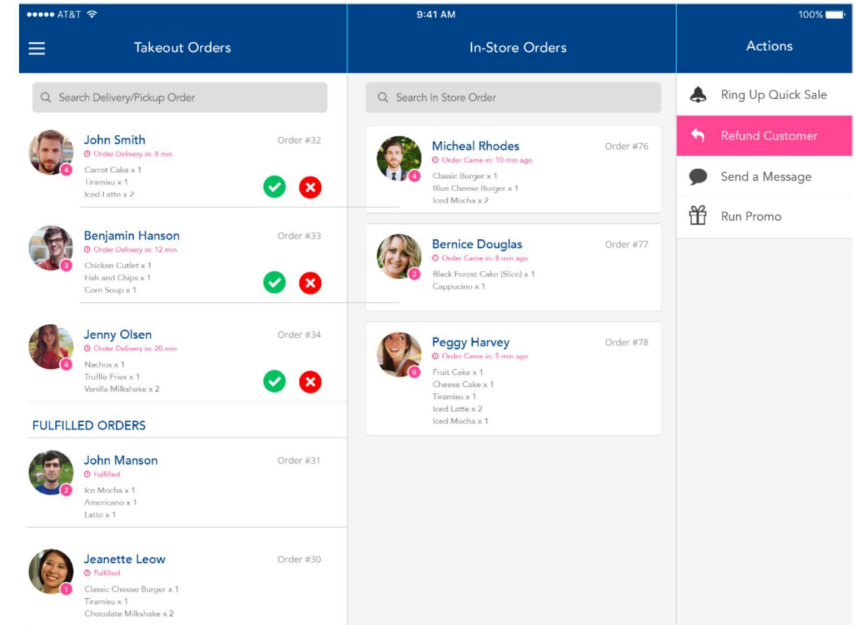 AT&T
9:41 AM
100%
Takeout Orders
In-Store Orders
Actions
Search Delivery/Pickup Order
John Smith
Order #32
Order Delivery in: 8 min
4
Carrot Cake x 1
Tiramisu x 1
Iced Latte x 2
Benjamin Hanson
Order #33
Order Delivery in: 12 min
3
Chicken Cutlet x 1
Fish and Chips x 1
Corn Soup x 1
Jenny Olsen
Order #34
Order Delivery in: 20 min
4
Nachos x 1
Truffle Fries x 1
Vanilla Milkshake x 2
FULFILLED ORDERS
John Manson
Order #31
Fulfilled
2
Ice Mocha x 1
Americano x 1
Latte x 1
Jeanette Leow
Order #30
Fulfilled
1
Classic Cheese Burger x 1
Tiramisu x 1
Chocolate Milkshake x 2
Search In Store Order
Micheal Rhodes
Order #76
Order Came in: 10 min ago
4
Classic Burger x 1
Blue Cheese Burger x 1
Iced Mocha x 2
Bernice Douglas
Order #77
Order Came in: 8 min ago
2
Black Forest Cake (Slice) x 1
Cappucino x 1
Peggy Harvey
Order #78
Order Came in: 5 min ago
6
Fruit Cake x 1
Cheese Cake x 1
Tiramisu x 1
Iced Latte x 2
Iced Mocha x 1
Ring Up Quick Sale
Refund Customer
Send a Message
Run Promo